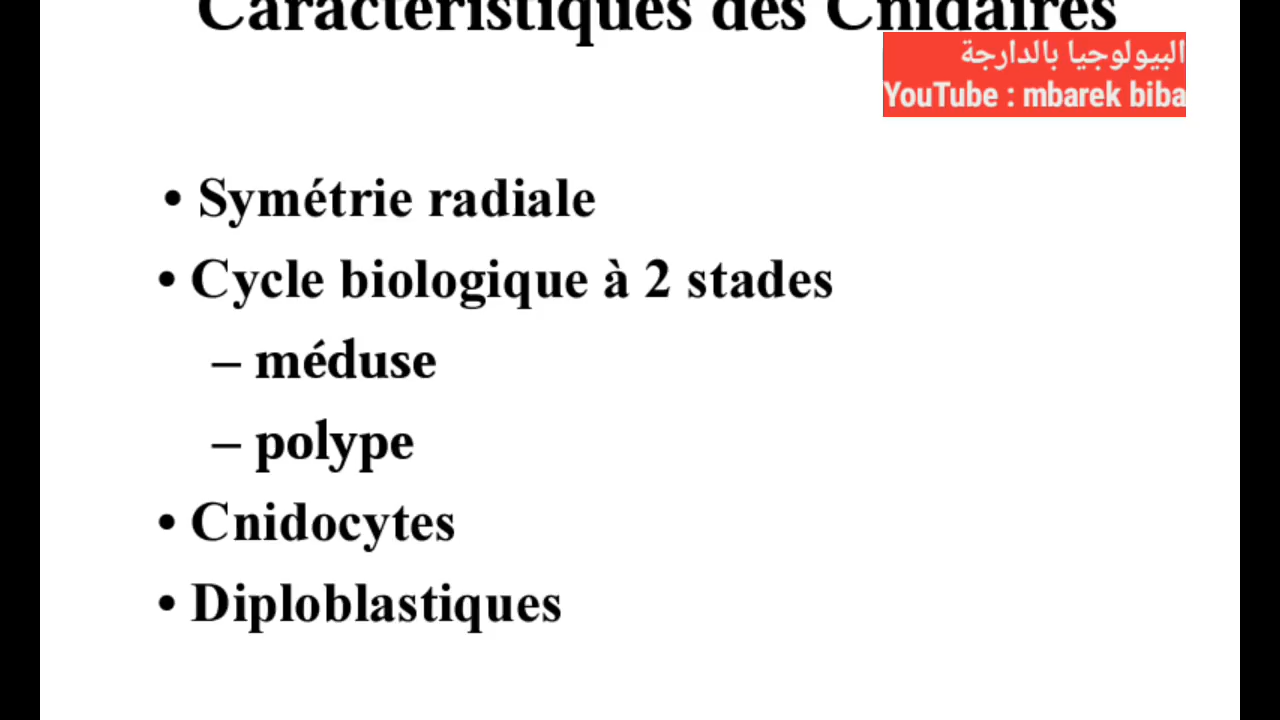 Caractéristiques des Cnidaires
البيولوجيا بالدارجة
YouTube : mbarek biba
• Symétrie radiale
• Cycle biologique à 2 stades
– méduse
– polype
• Cnidocytes
• Diploblastiques